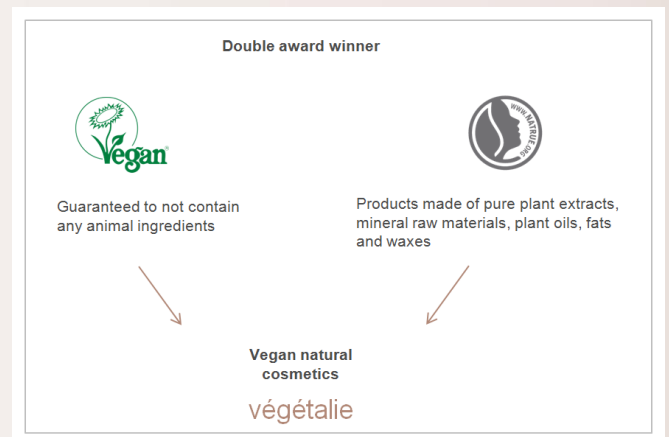 Double award winner
Vegan
WWW.NATRUE.ORG
Guaranteed to not contain
any animal ingredients
Products made of pure plant extracts,
mineral raw materials, plant oils, fats
and waxes
Vegan natural
cosmetics
végétalie